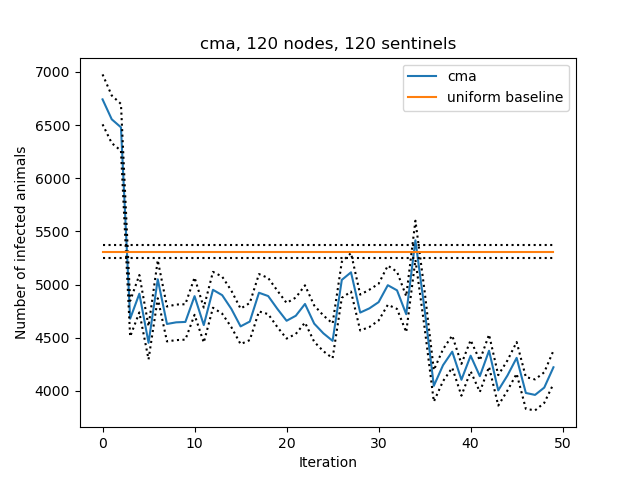 cma, 120 nodes, 120 sentinels
cma
uniform baseline
Number of infected animals
7000
6500
6000
5500
5000
4500
4000
0 10 20 30 40 50
Iteration